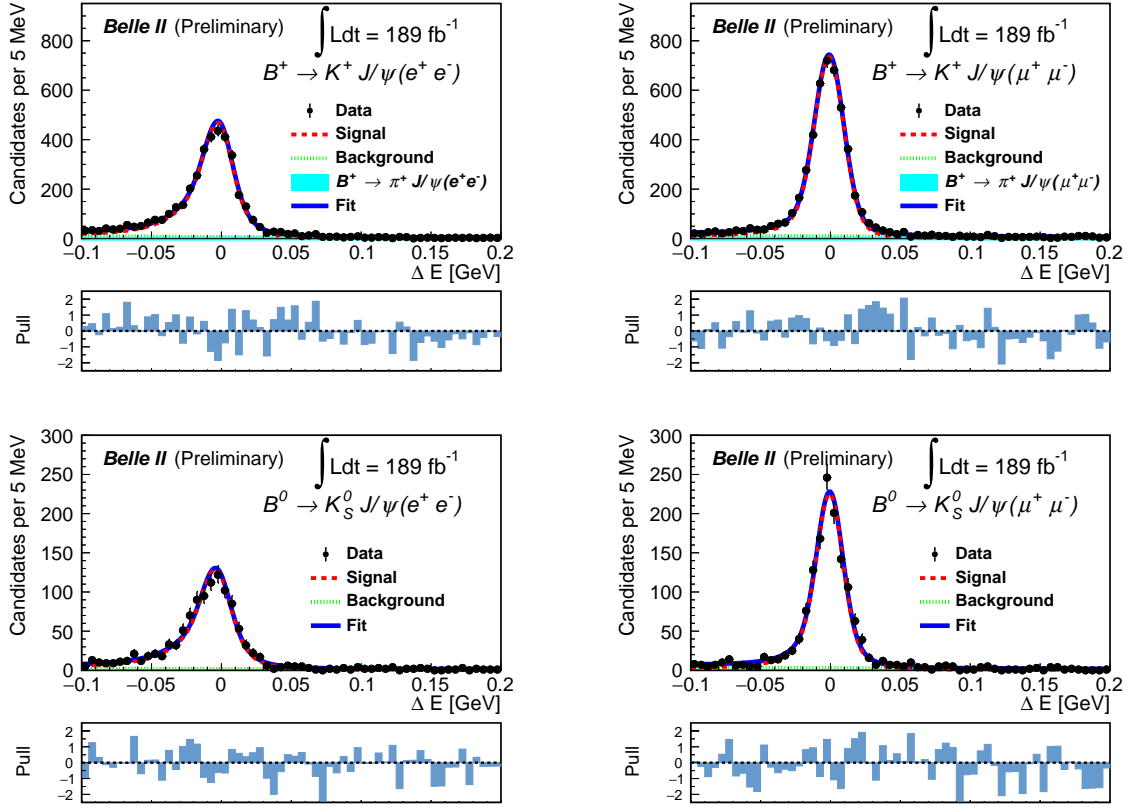 Belle II (Preliminary)
∫ Ldt = 189 fb⁻¹
B⁺ → K⁺ J/ψ(e⁺ e⁻)
Data
Signal
Background
B⁺ → π⁺ J/ψ(e⁺e⁻)
Fit
Candidates per 5 MeV
0
200
400
600
800
−0.1 −0.05 0 0.05 0.1 0.15 0.2
Δ E [GeV]
Pull
2
1
0
−1
−2
Belle II (Preliminary)
∫ Ldt = 189 fb⁻¹
B⁺ → K⁺ J/ψ(μ⁺ μ⁻)
Data
Signal
Background
B⁺ → π⁺ J/ψ(μ⁺μ⁻)
Fit
Candidates per 5 MeV
0
200
400
600
800
−0.1 −0.05 0 0.05 0.1 0.15 0.2
Δ E [GeV]
Pull
2
1
0
−1
−2
Belle II (Preliminary)
∫ Ldt = 189 fb⁻¹
B⁰ → K_S⁰ J/ψ(e⁺ e⁻)
Data
Signal
Background
Fit
Candidates per 5 MeV
0
50
100
150
200
250
300
−0.1 −0.05 0 0.05 0.1 0.15 0.2
Δ E [GeV]
Pull
2
1
0
−1
−2
Belle II (Preliminary)
∫ Ldt = 189 fb⁻¹
B⁰ → K_S⁰ J/ψ(μ⁺ μ⁻)
Data
Signal
Background
Fit
Candidates per 5 MeV
0
50
100
150
200
250
300
−0.1 −0.05 0 0.05 0.1 0.15 0.2
Δ E [GeV]
Pull
2
1
0
−1
−2